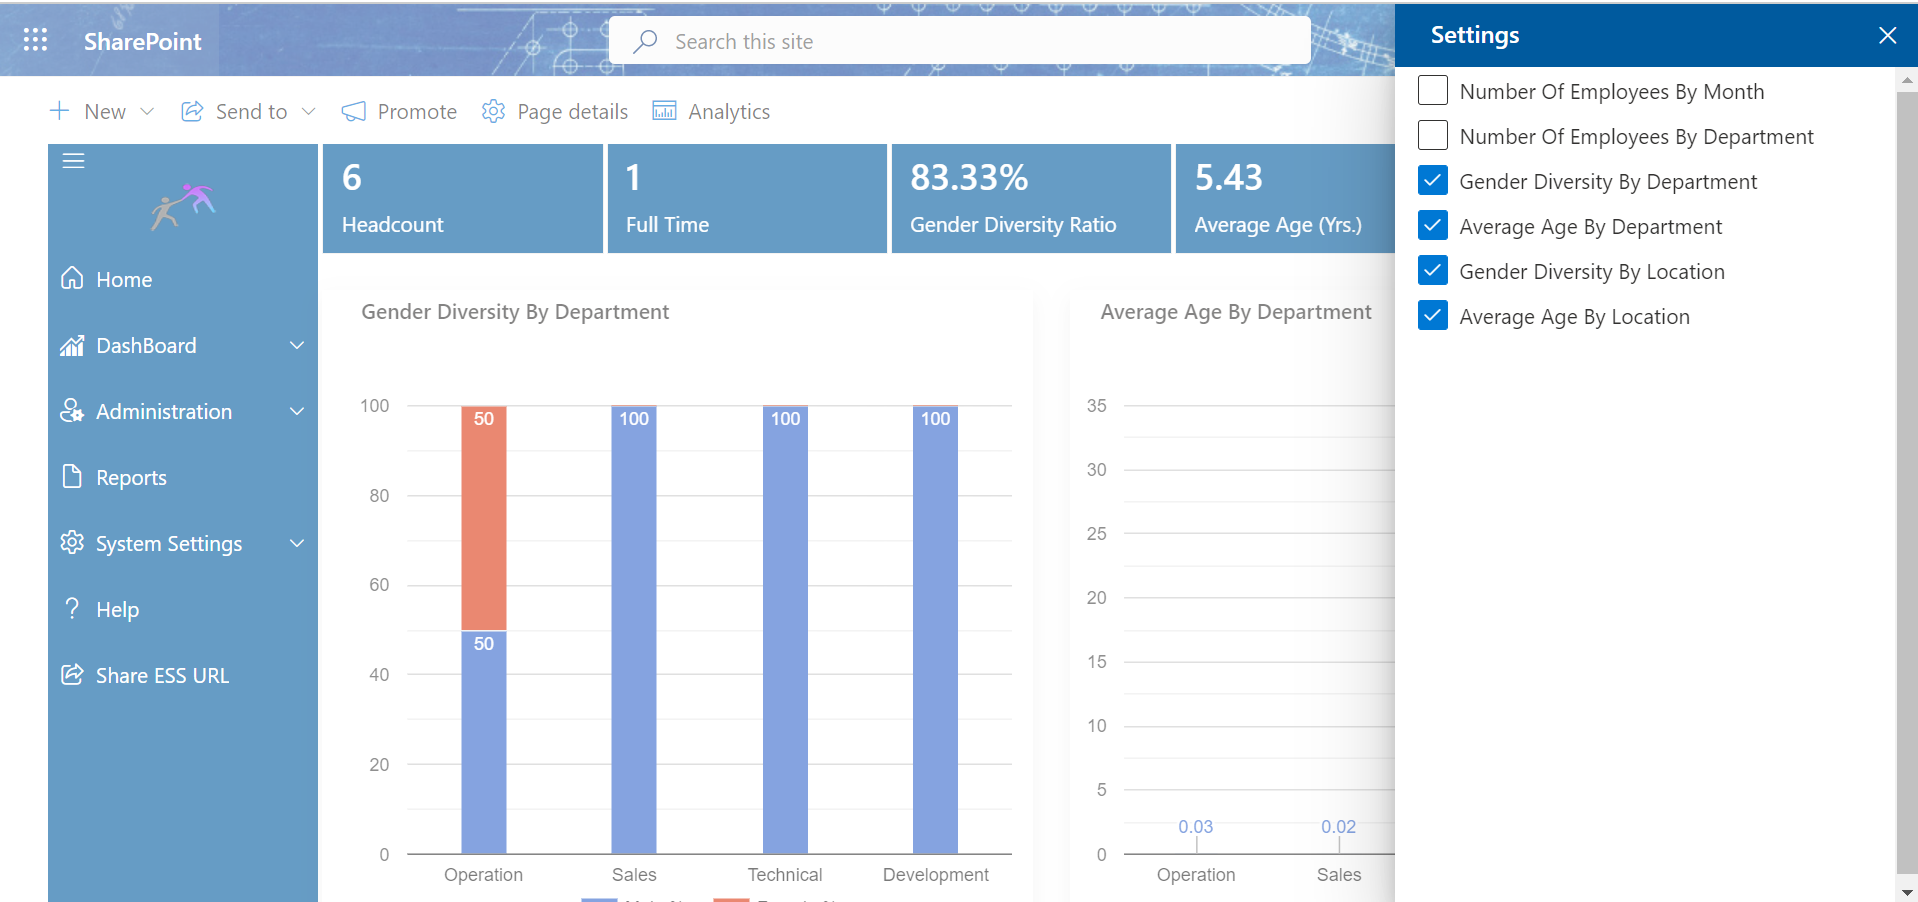 SharePoint
Search this site
Settings
New
Send to
Promote
Page details
Analytics
Home
DashBoard
Administration
Reports
System Settings
Help
Share ESS URL
6
Headcount
1
Full Time
83.33%
Gender Diversity Ratio
5.43
Average Age (Yrs.)
Gender Diversity By Department
100
80
60
40
20
0
50
50
100
100
100
Operation
Sales
Technical
Development
Average Age By Department
35
30
25
20
15
10
5
0
0.03
0.02
Operation
Sales
Number Of Employees By Month
Number Of Employees By Department
Gender Diversity By Department
Average Age By Department
Gender Diversity By Location
Average Age By Location